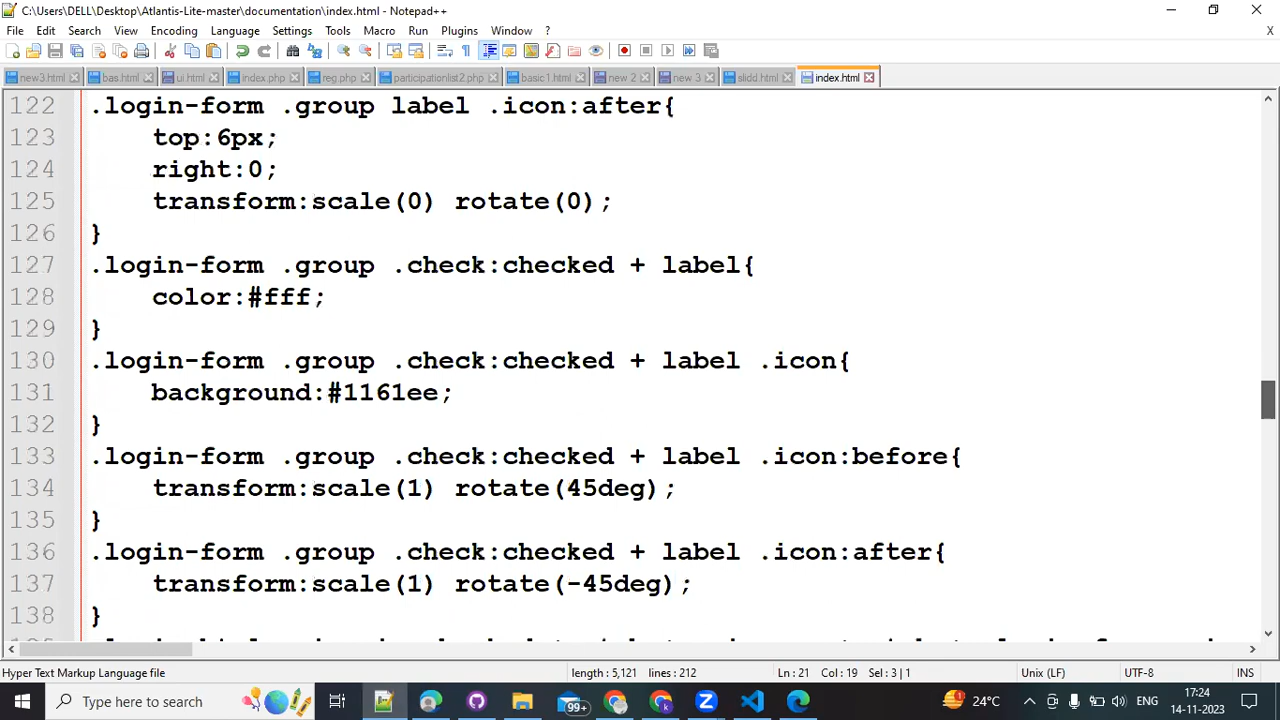 C:\Users\DELL\Desktop\Atlantis-Lite-master\documentation\index.html - Notepad++
File Edit Search View Encoding Language Settings Tools Macro Run Plugins Window ? X
new3.html bas.html ui.html index.php reg.php participationlist2.php basic1.html new 2 new 3 slidd.html index.html
122 .login-form .group label .icon:after{
123 top:6px;
124 right:0;
125 transform:scale(0) rotate(0);
126 }
127 .login-form .group .check:checked + label{
128 color:#fff;
129 }
130 .login-form .group .check:checked + label .icon{
131 background:#1161ee;
132 }
133 .login-form .group .check:checked + label .icon:before{
134 transform:scale(1) rotate(45deg);
135 }
136 .login-form .group .check:checked + label .icon:after{
137 transform:scale(1) rotate(-45deg);
138 }
Hyper Text Markup Language file length : 5,121 lines : 212 Ln : 21 Col : 19 Sel : 3 | 1 Unix (LF) UTF-8 INS
Type here to search 99+ 1 24°C ENG 17:24
14-11-2023